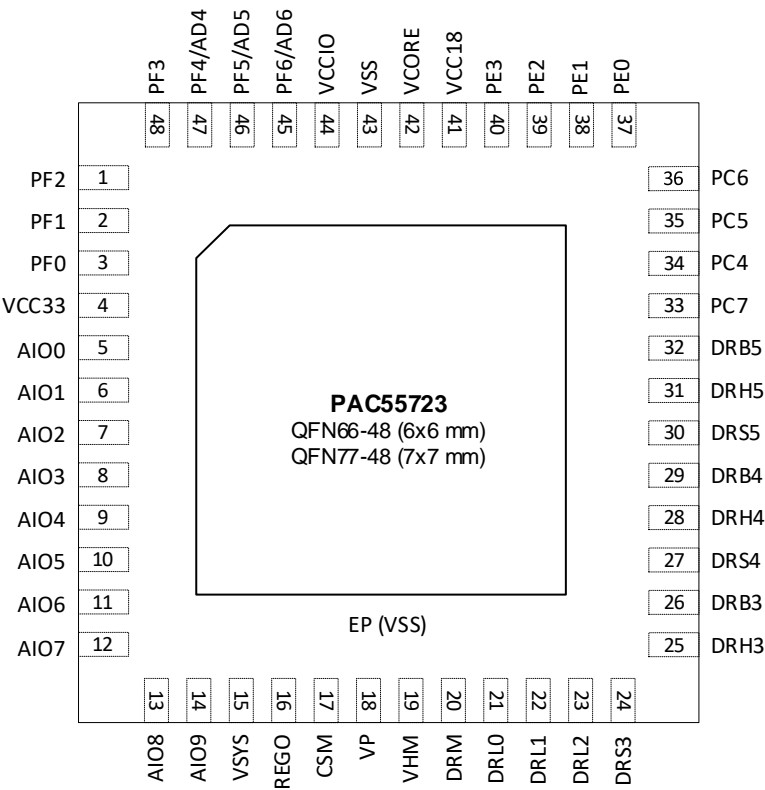 PF3
PF4/AD4
PF5/AD5
PF6/AD6
VCCIO
VSS
VCORE
VCC18
PE3
PE2
PE1
PE0
48
47
46
45
44
43
42
41
40
39
38
37
PF2 1
PF1 2
PF0 3
VCC33 4
AIO0 5
AIO1 6
AIO2 7
AIO3 8
AIO4 9
AIO5 10
AIO6 11
AIO7 12
36 PC6
35 PC5
34 PC4
33 PC7
32 DRB5
31 DRH5
30 DRS5
29 DRB4
28 DRH4
27 DRS4
26 DRB3
25 DRH3
PAC55723
QFN66-48 (6x6 mm)
QFN77-48 (7x7 mm)
EP (VSS)
13
14
15
16
17
18
19
20
21
22
23
24
AIO8
AIO9
VSYS
REGO
CSM
VP
VHM
DRM
DRL0
DRL1
DRL2
DRS3